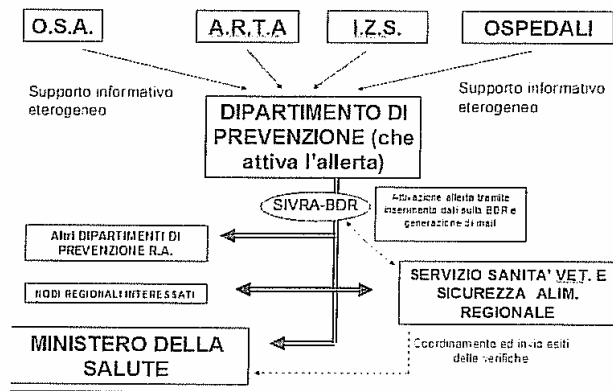 O.S.A.
A.R.T.A
I.Z.S.
OSPEDALI
Supporto informativo
eterogeneo
Supporto informativo
eterogeneo
DIPARTIMENTO DI
PREVENZIONE (che
attiva l'allerta)
SIVRA-BDR
Attivazione allerta tramite
inserimento dati sulla BDR e
generazione di mail
Altri DIPARTIMENTI DI
PREVENZIONE R.A.
NODI REGIONALI INTERESSATI
SERVIZIO SANITA' VET. E
SICUREZZA ALIM.
REGIONALE
MINISTERO DELLA
SALUTE
Coordinamento ed invio esiti
delle verifiche